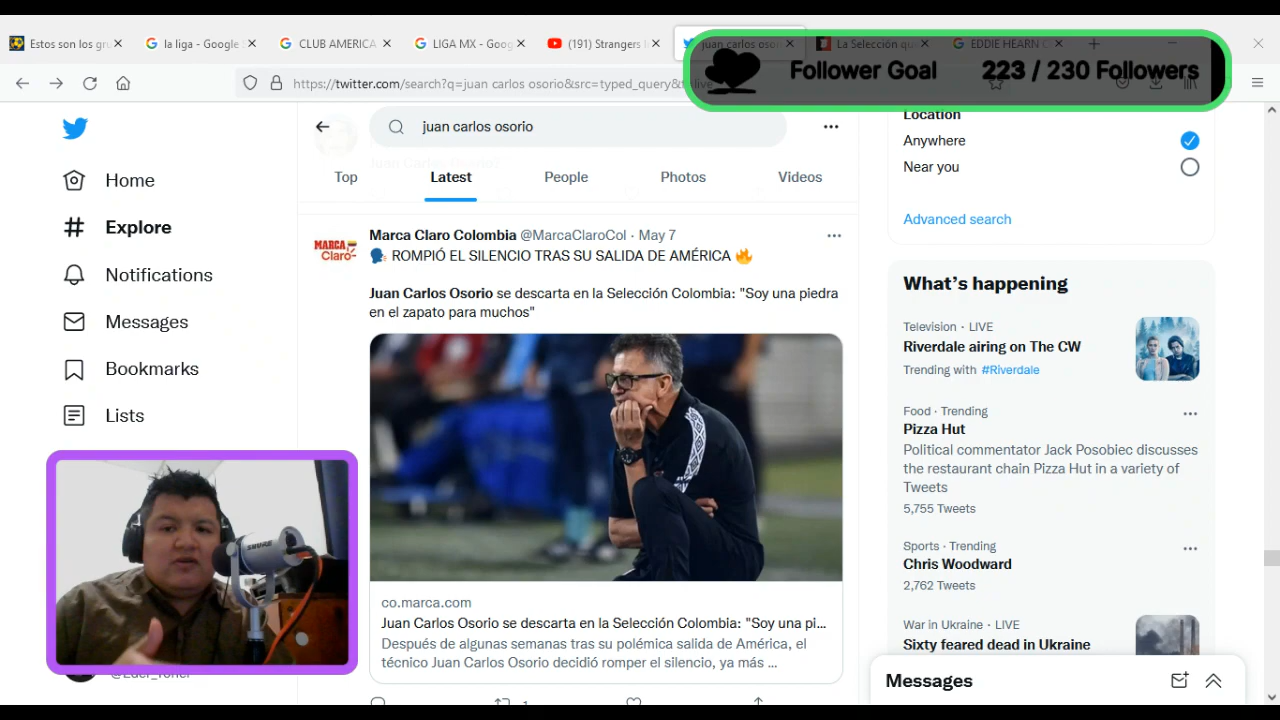 Estos son los gru
la liga - Google S
CLUB AMERICA
LIGA MX - Goog
(191) Strangers
juan carlos oso
La Selección qu
EDDIE HEARN C
https://twitter.com/search?q=juan carlos osorio&src=typed_query&
Follower Goal 223 / 230 Followers
juan carlos osorio
Top
Latest
People
Photos
Videos
Home
Explore
Notifications
Messages
Bookmarks
Lists
SHURE
MARCA
Claro
Marca Claro Colombia @MarcaClaroCol · May 7
🗣️ ROMPIÓ EL SILENCIO TRAS SU SALIDA DE AMÉRICA 🔥
Juan Carlos Osorio se descarta en la Selección Colombia: "Soy una piedra
en el zapato para muchos"
co.marca.com
Juan Carlos Osorio se descarta en la Selección Colombia: "Soy una pi...
Después de algunas semanas tras su polémica salida de América, el
técnico Juan Carlos Osorio decidió romper el silencio, ya más ...
1
Location
Anywhere
Near you
Advanced search
What's happening
Television · LIVE
Riverdale airing on The CW
Trending with #Riverdale
Food · Trending
Pizza Hut
Political commentator Jack Posobiec discusses
the restaurant chain Pizza Hut in a variety of
Tweets
5,755 Tweets
Sports · Trending
Chris Woodward
2,762 Tweets
War in Ukraine · LIVE
Sixty feared dead in Ukraine
Messages